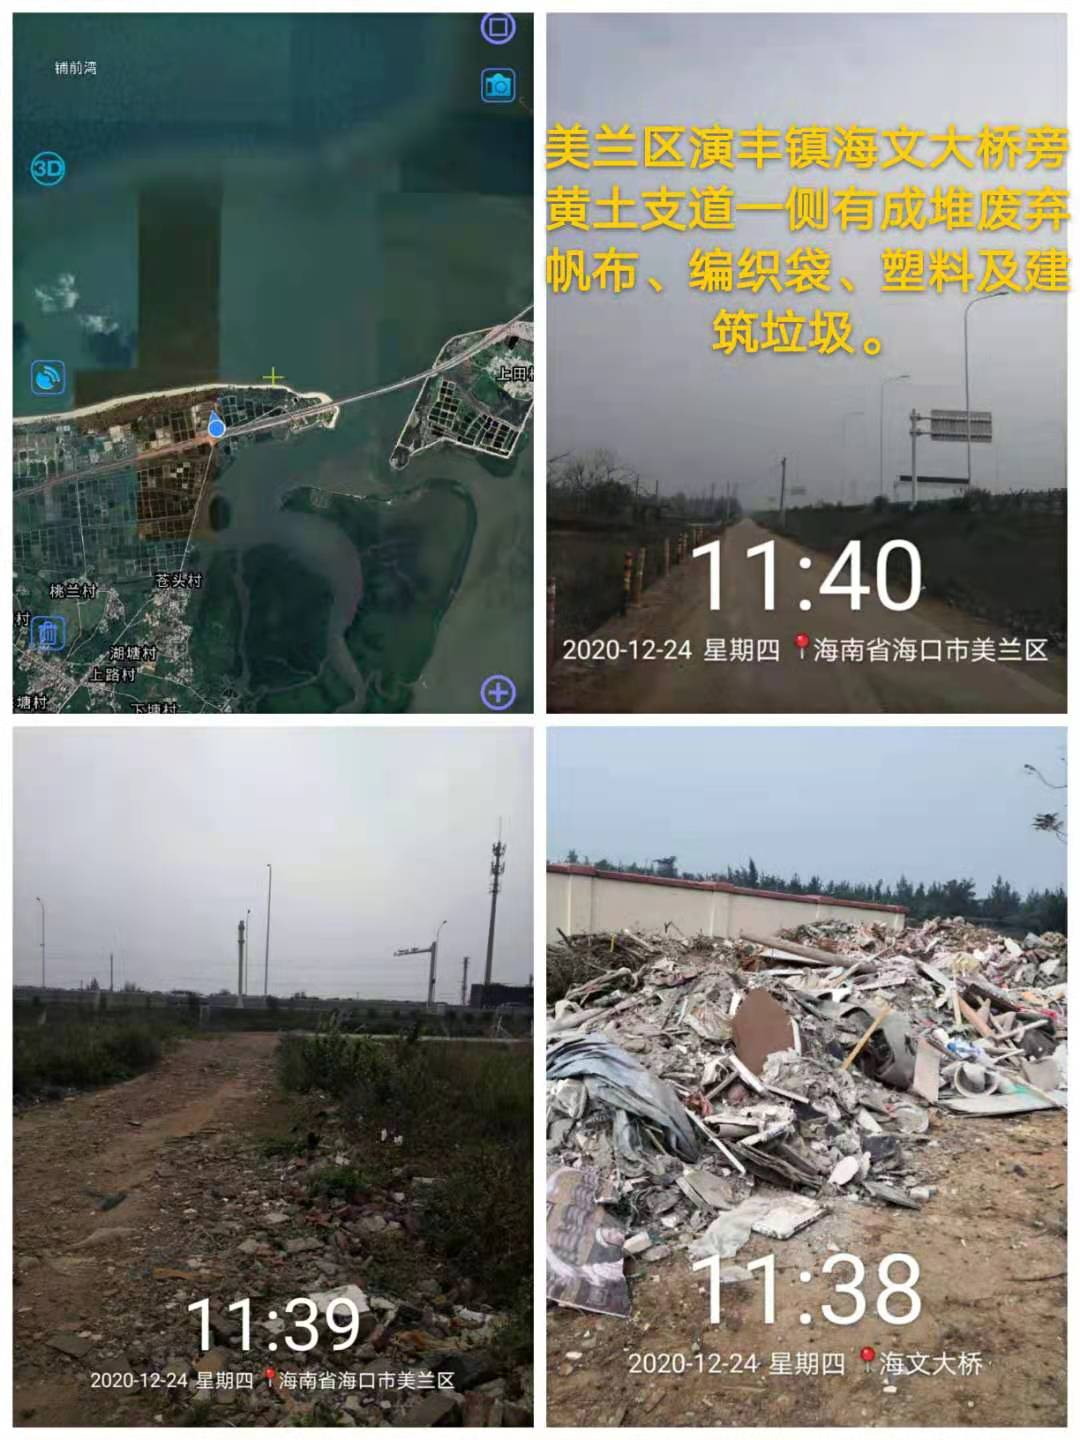 铺前湾
3D
上田
桃兰村
苍头村
村
湖塘村
上路村
塘村
下塘村
美兰区演丰镇海文大桥旁
黄土支道一侧有成堆废弃
帆布、编织袋、塑料及建
筑垃圾。
11:40
2020-12-24 星期四 海南省海口市美兰区
11:39
2020-12-24 星期四 海南省海口市美兰区
11:38
2020-12-24 星期四 海文大桥